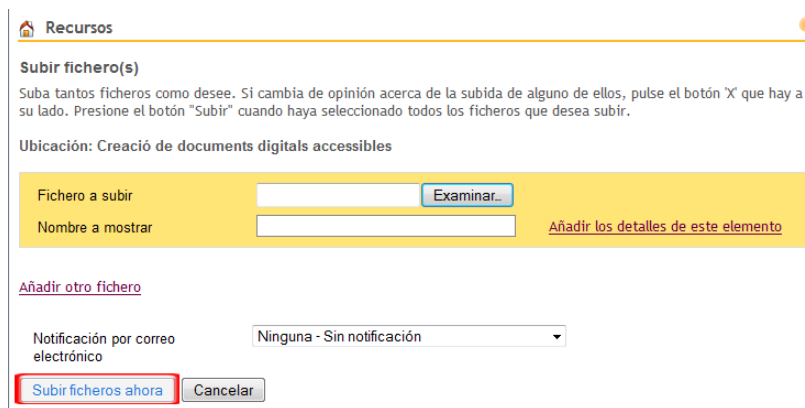 Recursos
Subir fichero(s)
Suba tantos ficheros como desee. Si cambia de opinión acerca de la subida de alguno de ellos, pulse el botón 'X' que hay a
su lado. Presione el botón "Subir" cuando haya seleccionado todos los ficheros que desea subir.
Ubicación: Creació de documents digitals accessibles
Fichero a subir Examinar...
Nombre a mostrar Añadir los detalles de este elemento
Añadir otro fichero
Notificación por correo Ninguna - Sin notificación
electrónico
Subir ficheros ahora Cancelar